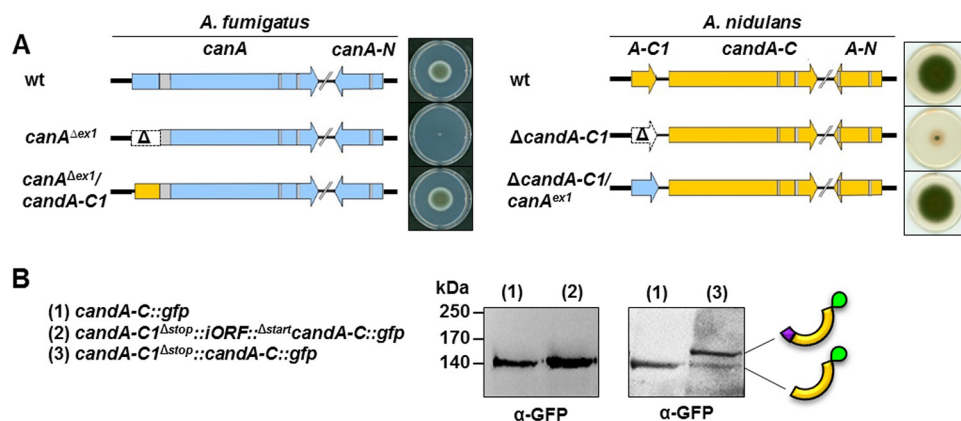 A
A. fumigatus
canA canA-N
wt
canA^Δex1
Δ
canA^Δex1/
candA-C1
A. nidulans
A-C1 candA-C A-N
wt
ΔcandA-C1
Δ
ΔcandA-C1/
canA^ex1
B
(1) candA-C::gfp
(2) candA-C1^Δstop::iORF::^ΔstartcandA-C::gfp
(3) candA-C1^Δstop::candA-C::gfp
kDa
250
170
140
(1) (2)
α-GFP
(1) (3)
α-GFP